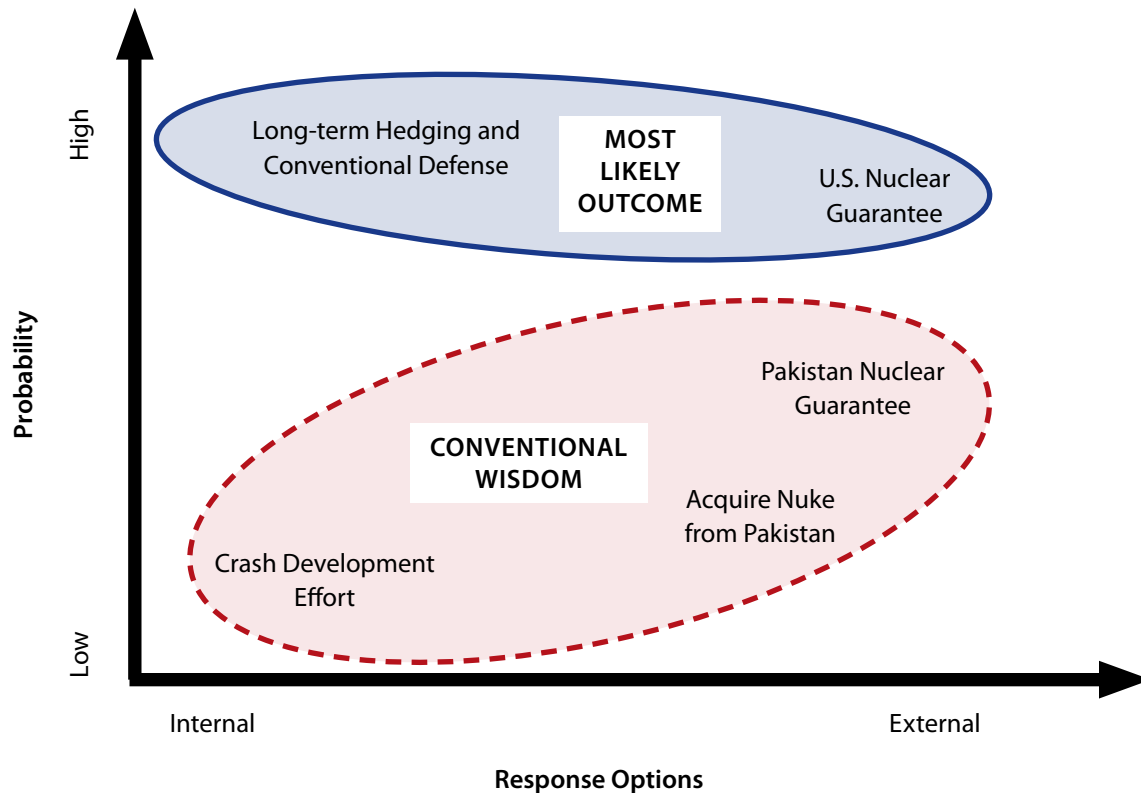 High
Long-term Hedging and
Conventional Defense
MOST
LIKELY
OUTCOME
U.S. Nuclear
Guarantee
Probability
Pakistan Nuclear
Guarantee
CONVENTIONAL
WISDOM
Acquire Nuke
from Pakistan
Crash Development
Effort
Low
Internal
External
Response Options